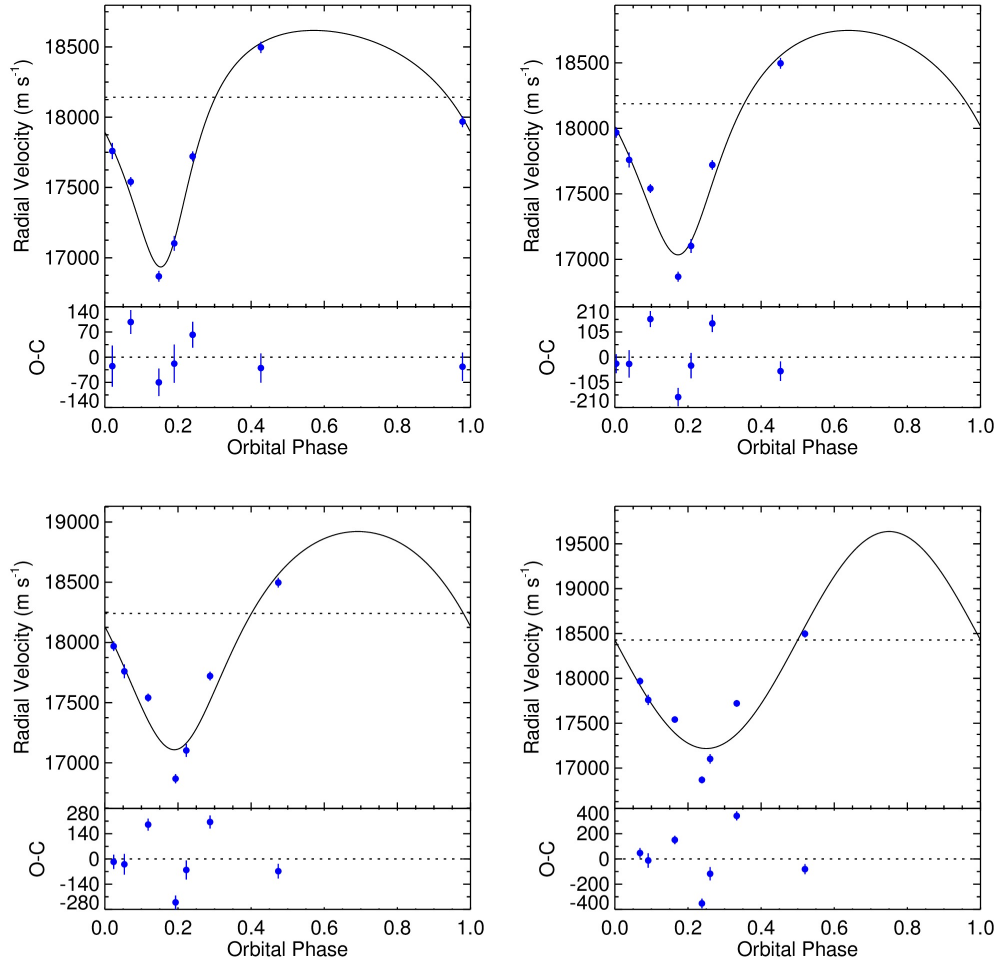 18500
18000
17500
17000
Radial Velocity (m s-1)
140
70
0
-70
-140
O-C
0.0 0.2 0.4 0.6 0.8 1.0
Orbital Phase
18500
18000
17500
17000
Radial Velocity (m s-1)
210
105
0
-105
-210
O-C
0.0 0.2 0.4 0.6 0.8 1.0
Orbital Phase
19000
18500
18000
17500
17000
Radial Velocity (m s-1)
280
140
0
-140
-280
O-C
0.0 0.2 0.4 0.6 0.8 1.0
Orbital Phase
19500
19000
18500
18000
17500
17000
Radial Velocity (m s-1)
400
200
0
-200
-400
O-C
0.0 0.2 0.4 0.6 0.8 1.0
Orbital Phase